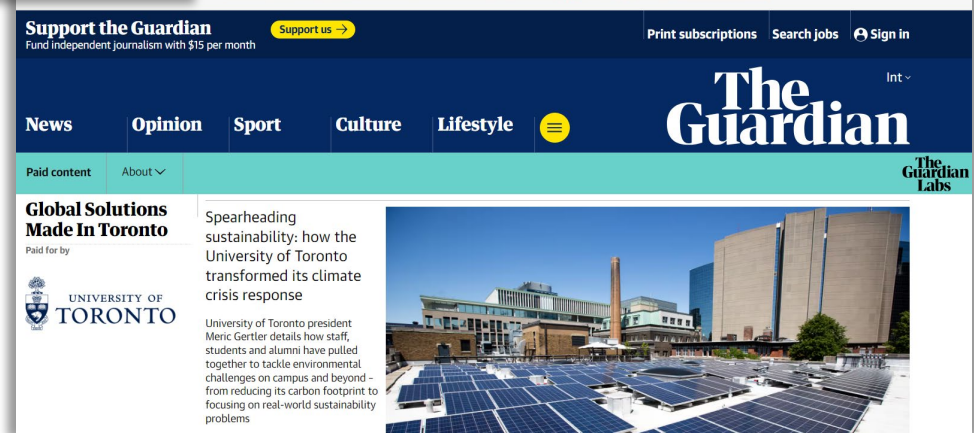 Support the Guardian
Fund independent journalism with $15 per month
Support us →
Print subscriptions
Search jobs
Sign in
The
Guardian
Int
News
Opinion
Sport
Culture
Lifestyle
Paid content
About
The
Guardian
Labs
Global Solutions
Made In Toronto
Paid for by
UNIVERSITY OF
TORONTO
Spearheading
sustainability: how the
University of Toronto
transformed its climate
crisis response
University of Toronto president
Meric Gertler details how staff,
students and alumni have pulled
together to tackle environmental
challenges on campus and beyond –
from reducing its carbon footprint to
focusing on real-world sustainability
problems